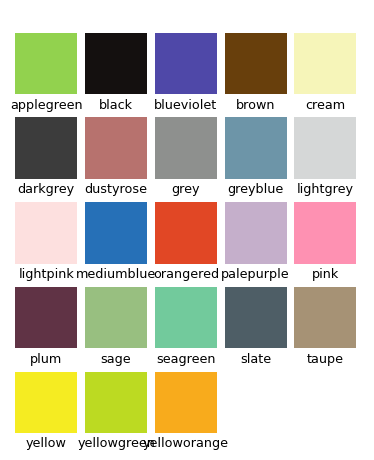 applegreen black blueviolet brown cream
darkgrey dustyrose grey greyblue lightgrey
lightpink mediumblue orangered palepurple pink
plum sage seagreen slate taupe
yellow yellowgreen yelloworange